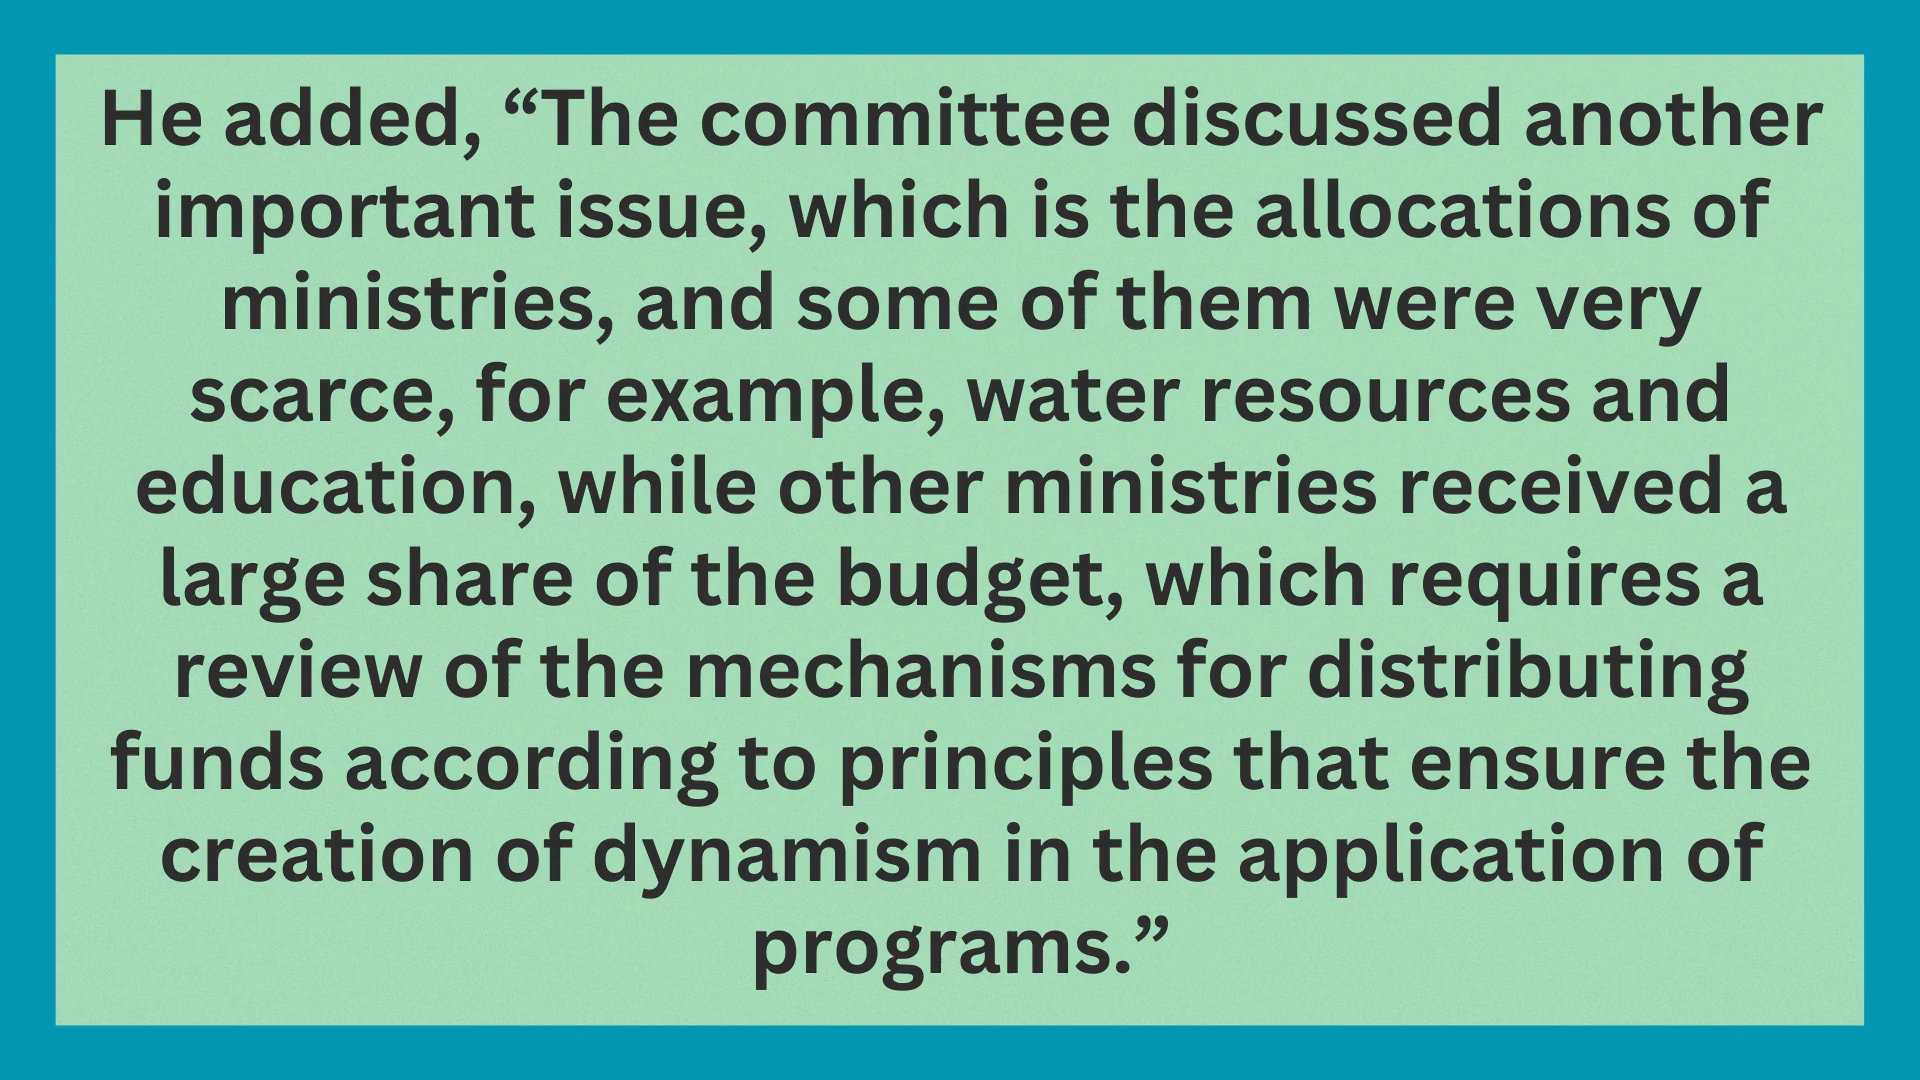 He added, “The committee discussed another
important issue, which is the allocations of
ministries, and some of them were very
scarce, for example, water resources and
education, while other ministries received a
large share of the budget, which requires a
review of the mechanisms for distributing
funds according to principles that ensure the
creation of dynamism in the application of
programs.”